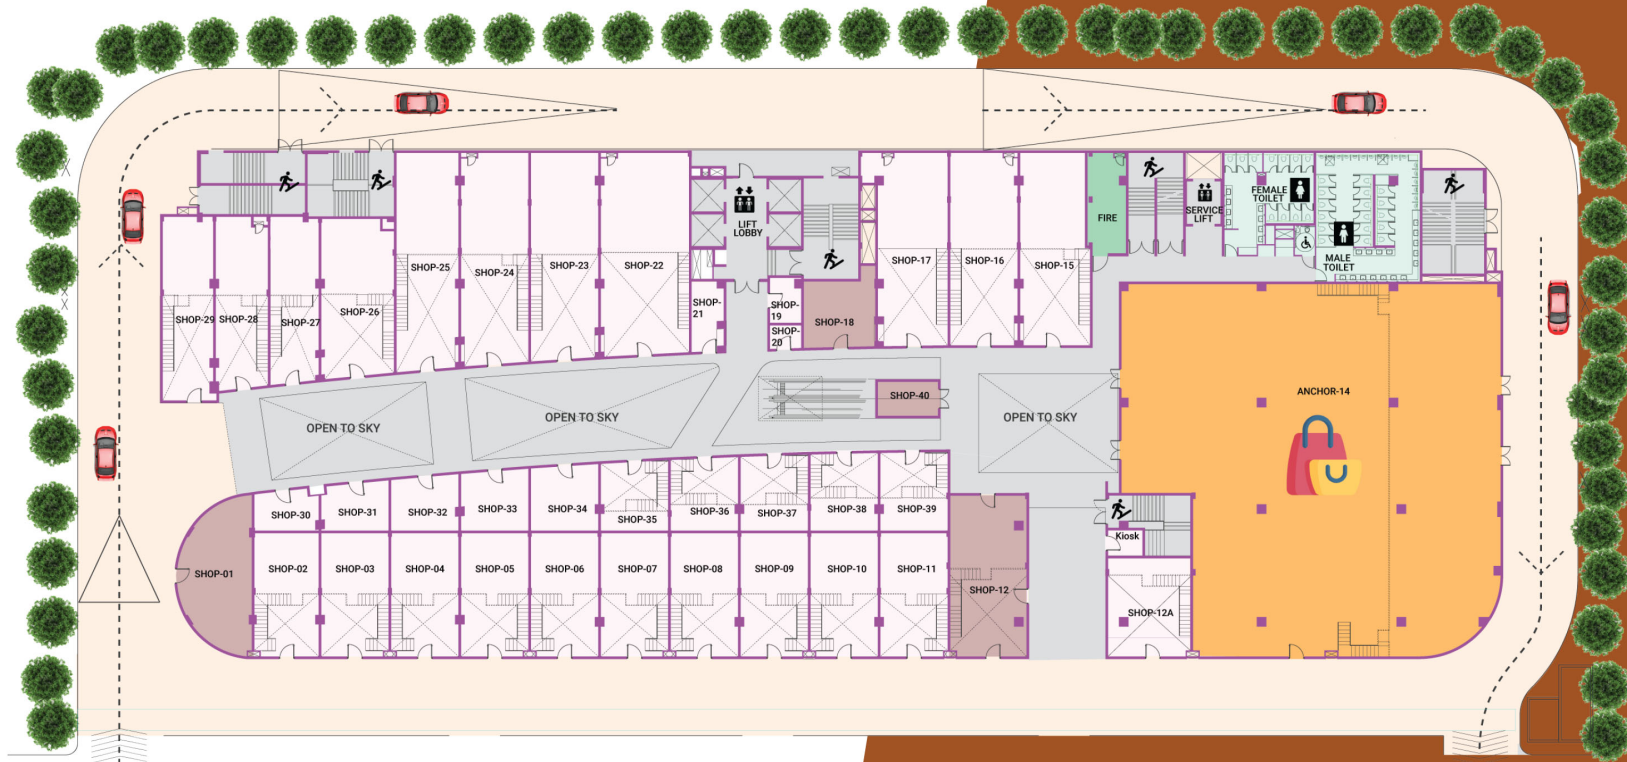 FEMALE
TOILET
FIRE
SERVICE
LIFT
LIFT
LOBBY
MALE
TOILET
SHOP-25
SHOP-24
SHOP-23
SHOP-22
SHOP-17
SHOP-16
SHOP-15
SHOP-21
SHOP-19
SHOP-20
SHOP-18
SHOP-29
SHOP-28
SHOP-27
SHOP-26
SHOP-40
ANCHOR-14
OPEN TO SKY
OPEN TO SKY
OPEN TO SKY
SHOP-30
SHOP-31
SHOP-32
SHOP-33
SHOP-34
SHOP-35
SHOP-36
SHOP-37
SHOP-38
SHOP-39
Kiosk
SHOP-01
SHOP-02
SHOP-03
SHOP-04
SHOP-05
SHOP-06
SHOP-07
SHOP-08
SHOP-09
SHOP-10
SHOP-11
SHOP-12
SHOP-12A